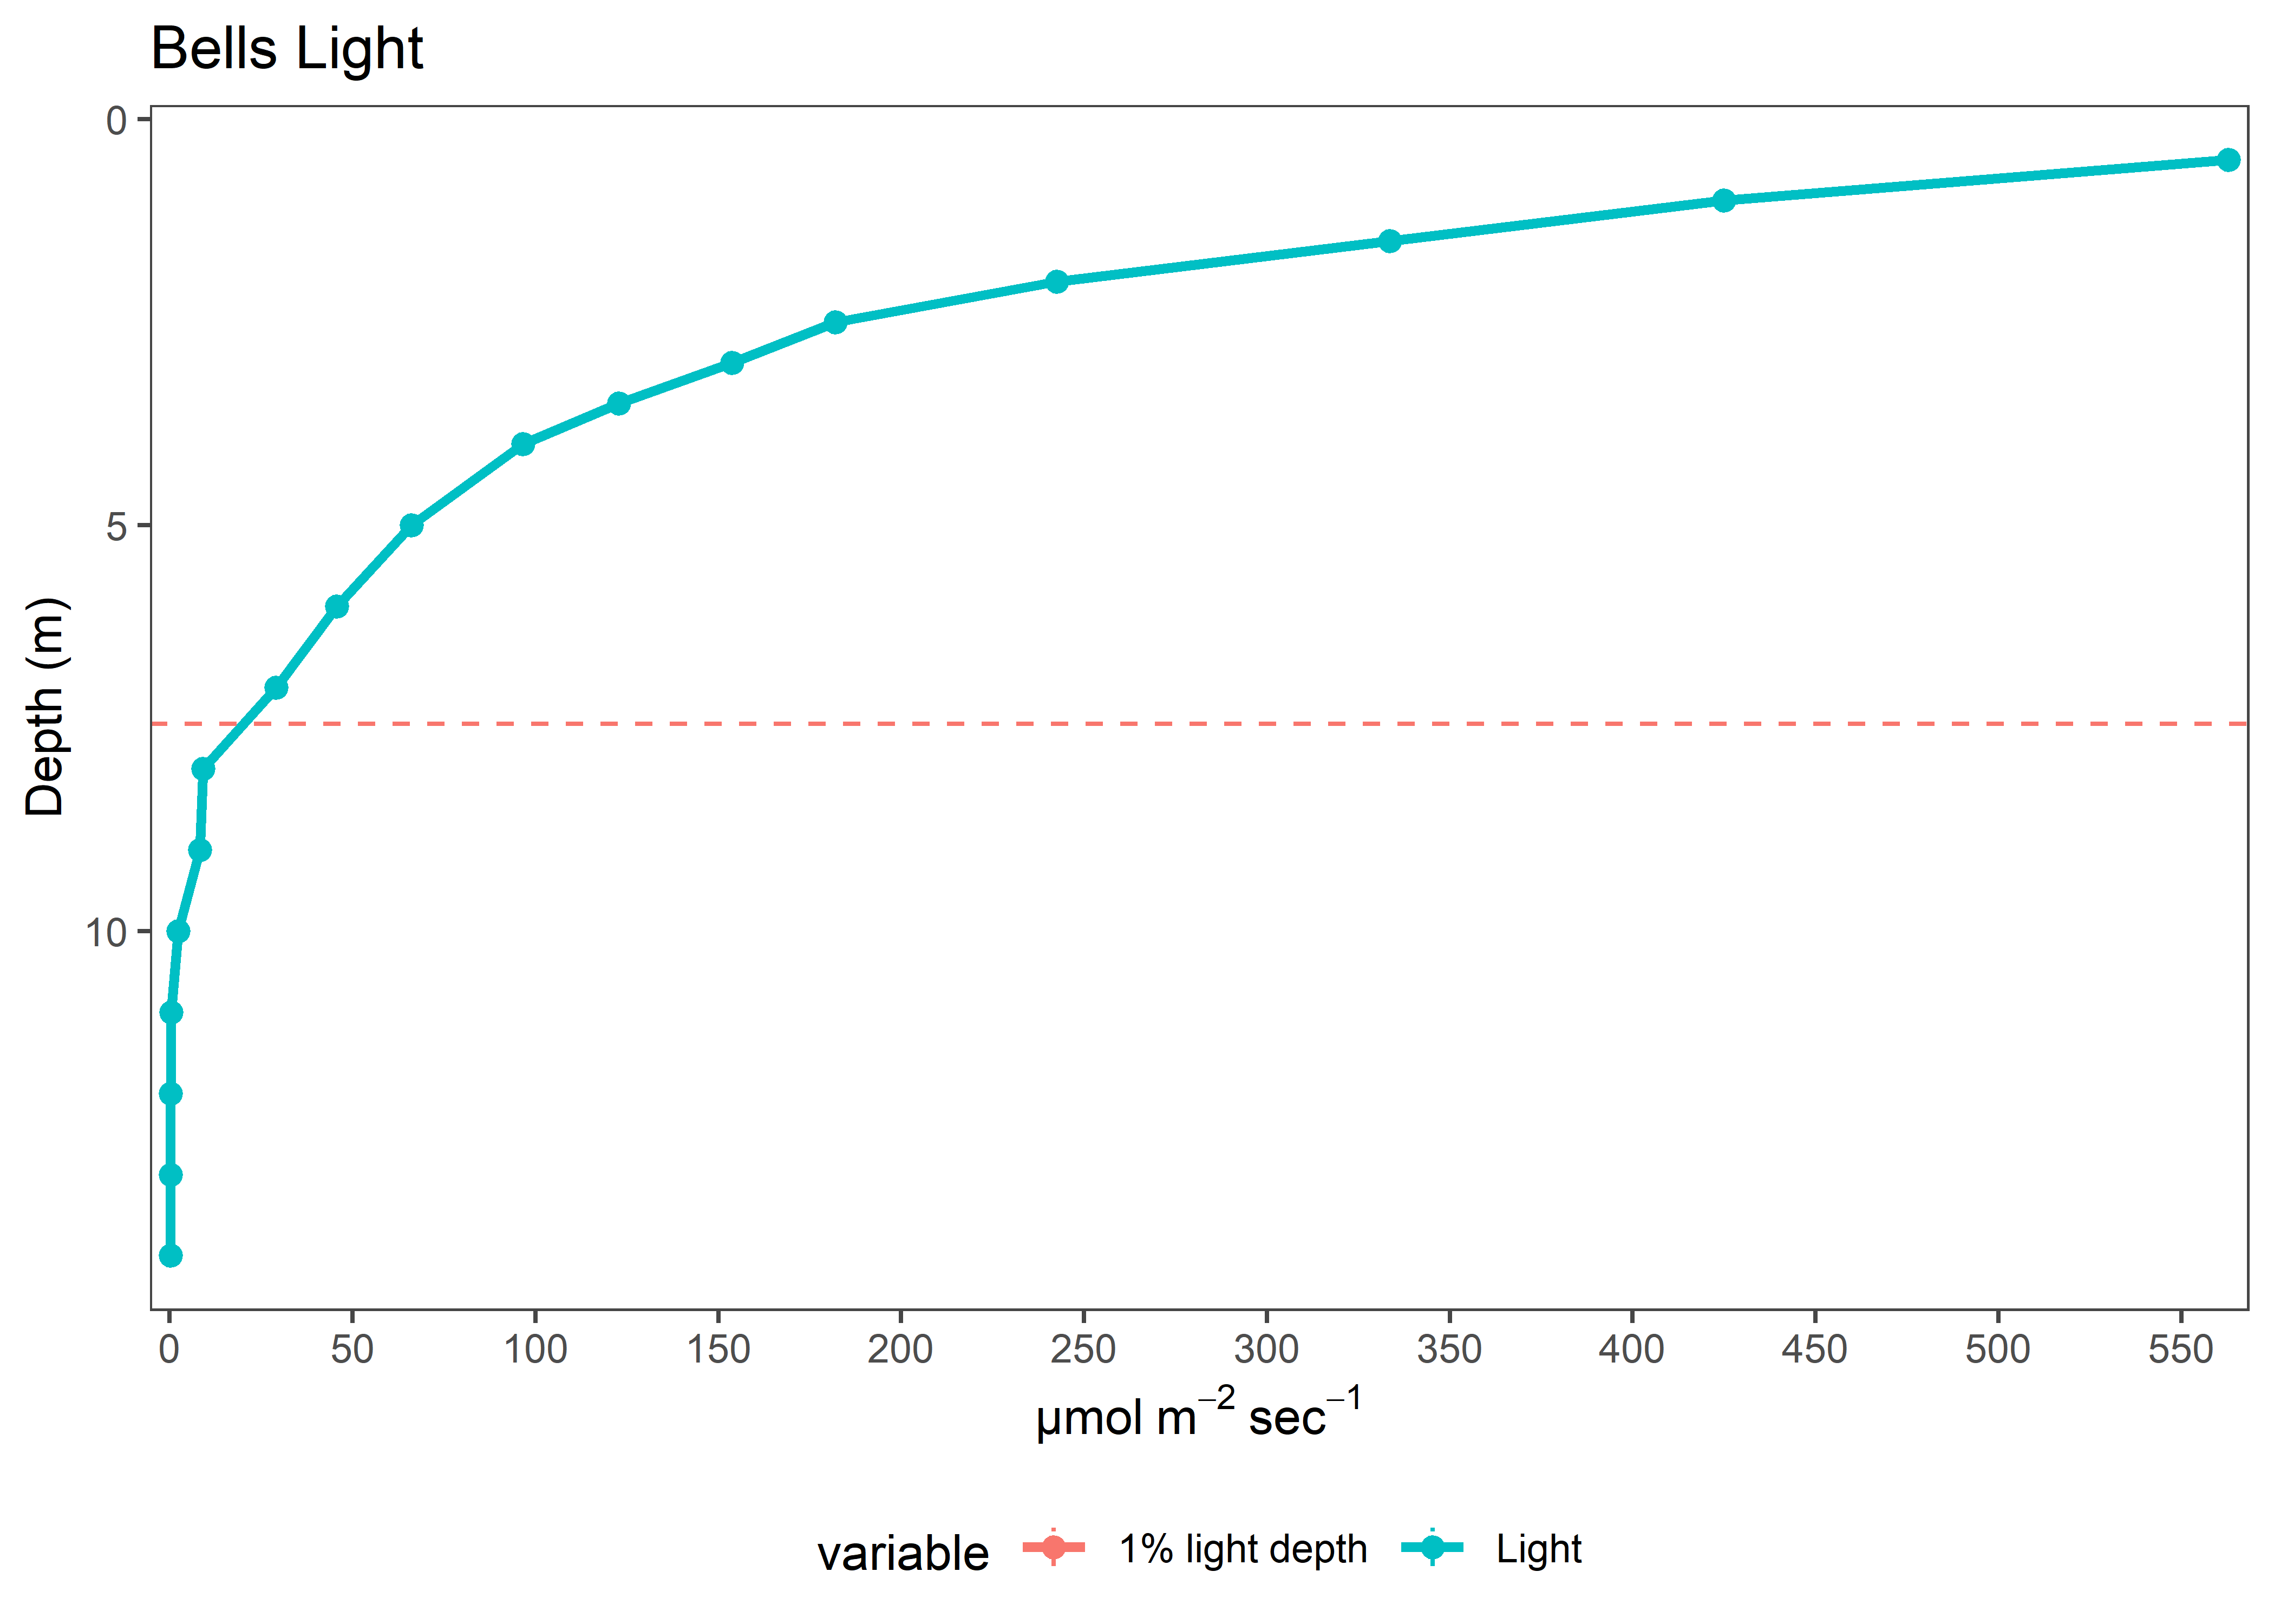 Bells Light
0
5
10
Depth (m)
0 50 100 150 200 250 300 350 400 450 500 550
μmol m⁻² sec⁻¹
variable 1% light depth Light